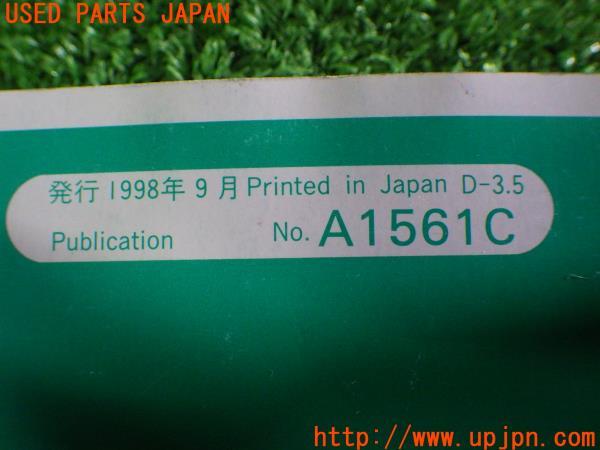 USED PARTS JAPAN
発行 1998年 9月 Printed in Japan D-3.5
Publication No. A1561C
http://www.upjpn.com/